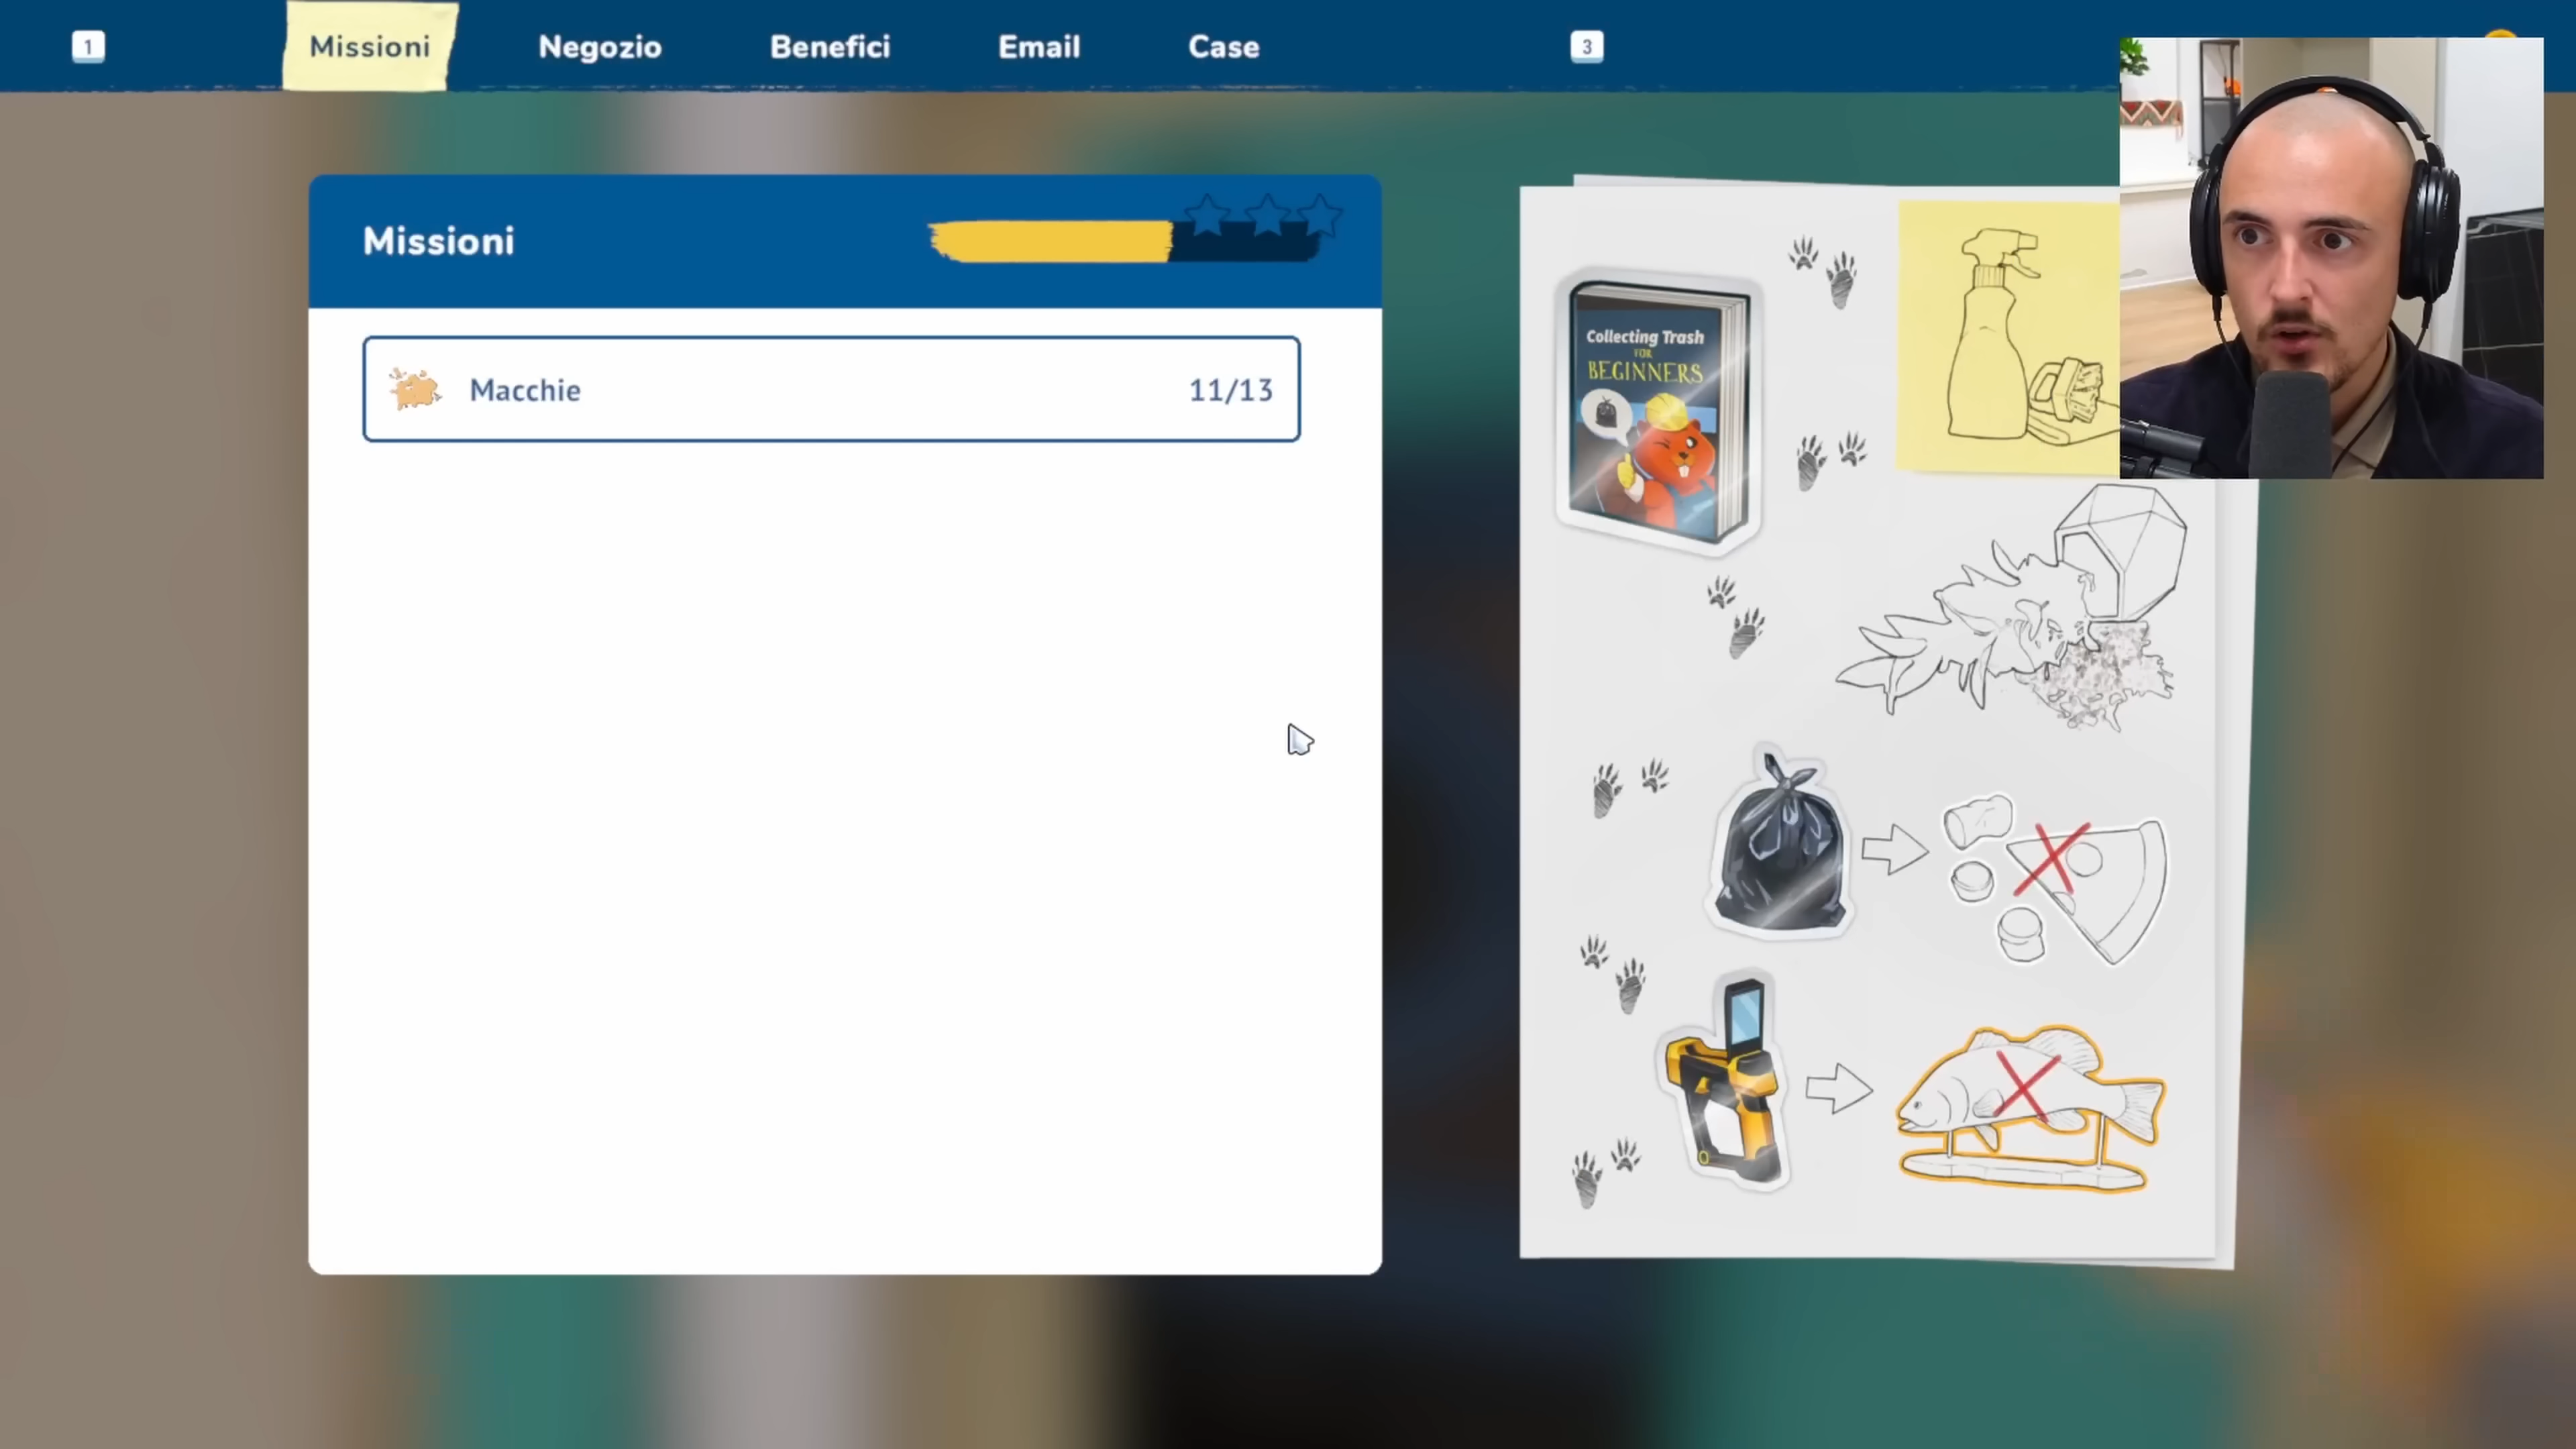 1
Missioni
Negozio
Benefici
Email
Case
3
Missioni
Macchie
11/13
Collecting Trash
FOR
BEGINNERS